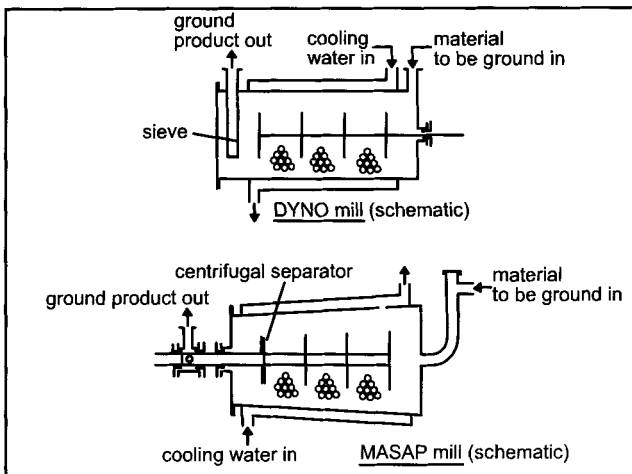 ground
product out
cooling
water in
material
to be ground in
sieve
DYNO mill (schematic)
centrifugal separator
ground product out
material
to be ground in
cooling water in
MASAP mill (schematic)